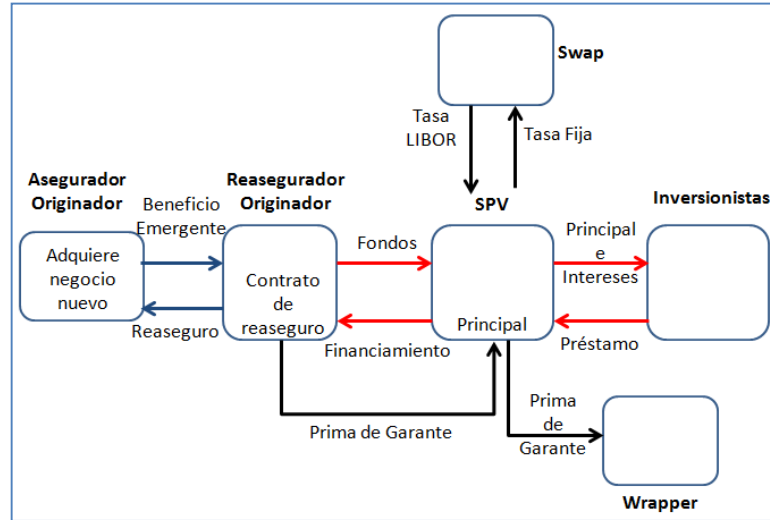 Swap
Tasa
LIBOR
Tasa Fija
Asegurador
Originador
Beneficio
Emergente
Reasegurador
Originador
SPV
Inversionistas
Adquiere
negocio
nuevo
Reaseguro
Contrato
de
reaseguro
Fondos
Financiamiento
Principal
Principal
e
Intereses
Préstamo
Prima de Garante
Prima
de
Garante
Wrapper